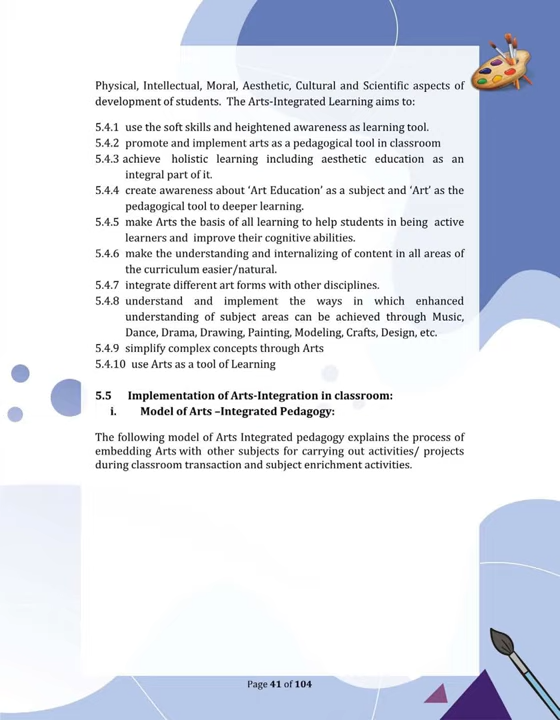 Physical, Intellectual, Moral, Aesthetic, Cultural and Scientific aspects of
development of students. The Arts-Integrated Learning aims to:
5.4.1 use the soft skills and heightened awareness as learning tool.
5.4.2 promote and implement arts as a pedagogical tool in classroom
5.4.3 achieve holistic learning including aesthetic education as an
integral part of it.
5.4.4 create awareness about ‘Art Education’ as a subject and ‘Art’ as the
pedagogical tool to deeper learning.
5.4.5 make Arts the basis of all learning to help students in being active
learners and improve their cognitive abilities.
5.4.6 make the understanding and internalizing of content in all areas of
the curriculum easier/natural.
5.4.7 integrate different art forms with other disciplines.
5.4.8 understand and implement the ways in which enhanced
understanding of subject areas can be achieved through Music,
Dance, Drama, Drawing, Painting, Modeling, Crafts, Design, etc.
5.4.9 simplify complex concepts through Arts
5.4.10 use Arts as a tool of Learning
5.5 Implementation of Arts-Integration in classroom:
i. Model of Arts –Integrated Pedagogy:
The following model of Arts Integrated pedagogy explains the process of
embedding Arts with other subjects for carrying out activities/ projects
during classroom transaction and subject enrichment activities.
Page 41 of 104